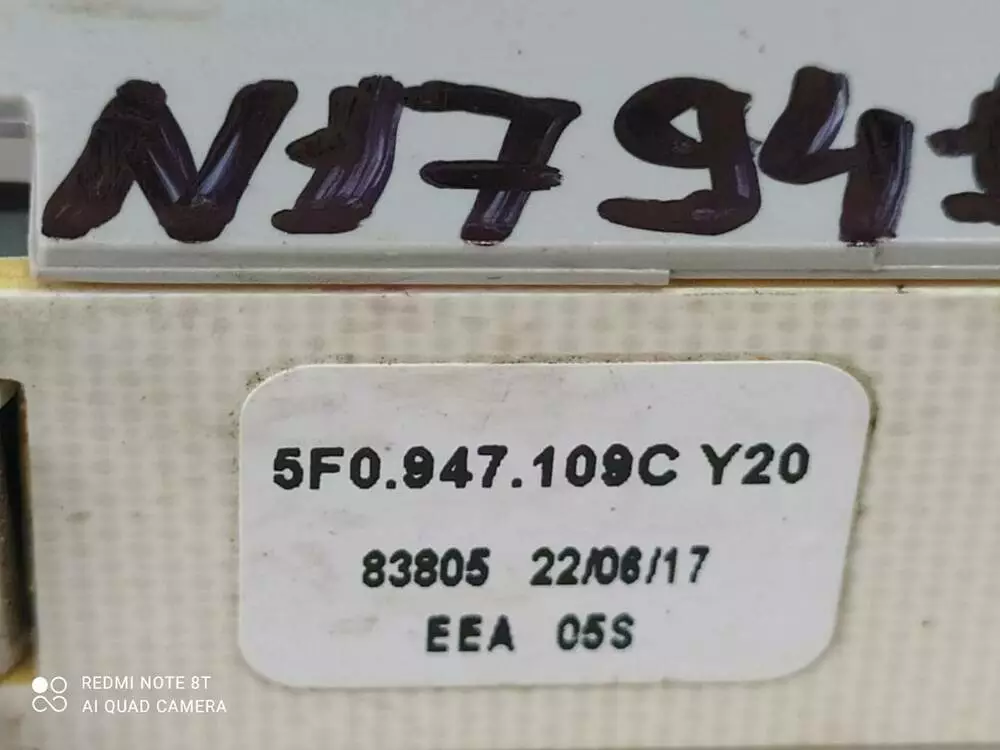 N1794
5F0.947.109C Y20
83805 22/06/17
EEA 05S
REDMI NOTE 8T
AI QUAD CAMERA